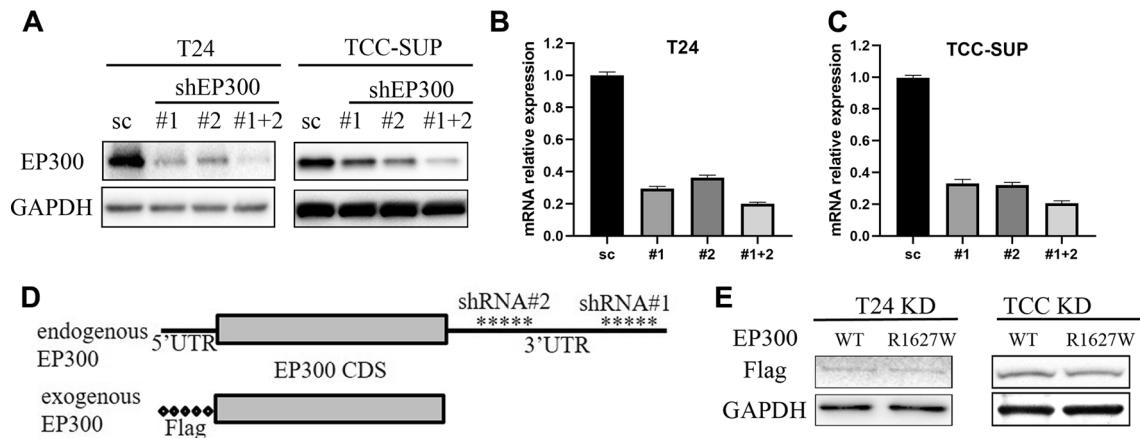 A
T24
TCC-SUP
shEP300
shEP300
sc #1 #2 #1+2
sc #1 #2 #1+2
EP300
GAPDH
B
T24
mRNA relative expression
1.2
1.0
0.8
0.6
0.4
0.2
0.0
sc #1 #2 #1+2
C
TCC-SUP
mRNA relative expression
1.2
1.0
0.8
0.6
0.4
0.2
0.0
sc #1 #2 #1+2
D
shRNA#2 shRNA#1
***** *****
endogenous
EP300
5'UTR
3'UTR
EP300 CDS
exogenous
EP300
Flag
E
T24 KD
TCC KD
EP300 WT R1627W WT R1627W
Flag
GAPDH